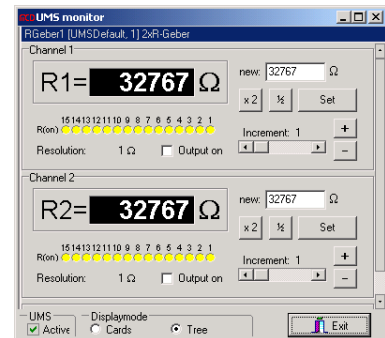 UMS monitor
RGeber1 [UMSDefault, 1] 2xR-Geber
Channel 1
R1= 32767 Ω
new: 32767 Ω
x 2 ½ Set
15 14 13 12 11 10 9 8 7 6 5 4 3 2 1
R(on)
Increment: 1 +
Resolution: 1 Ω Output on
−
Channel 2
R2= 32767 Ω
new: 32767 Ω
x 2 ½ Set
15 14 13 12 11 10 9 8 7 6 5 4 3 2 1
R(on)
Increment: 1 +
Resolution: 1 Ω Output on
−
UMS Displaymode
Active Cards Tree Exit